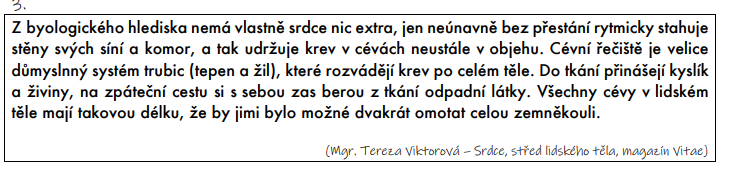 3.
Z byologického hlediska nemá vlastně srdce nic extra, jen neúnavně bez přestání rytmicky stahuje
stěny svých síní a komor, a tak udržuje krev v cévách neustále v objehu. Cévní řečiště je velice
důmyslnný systém trubic (tepen a žil), které rozvádějí krev po celém těle. Do tkání přinášejí kyslík
a živiny, na zpáteční cestu si s sebou zas berou z tkání odpadní látky. Všechny cévy v lidském
těle mají takovou délku, že by jimi bylo možné dvakrát omotat celou zemněkouli.
(Mgr. Tereza Viktorová – Srdce, střed lidského těla, magazín Vitae)